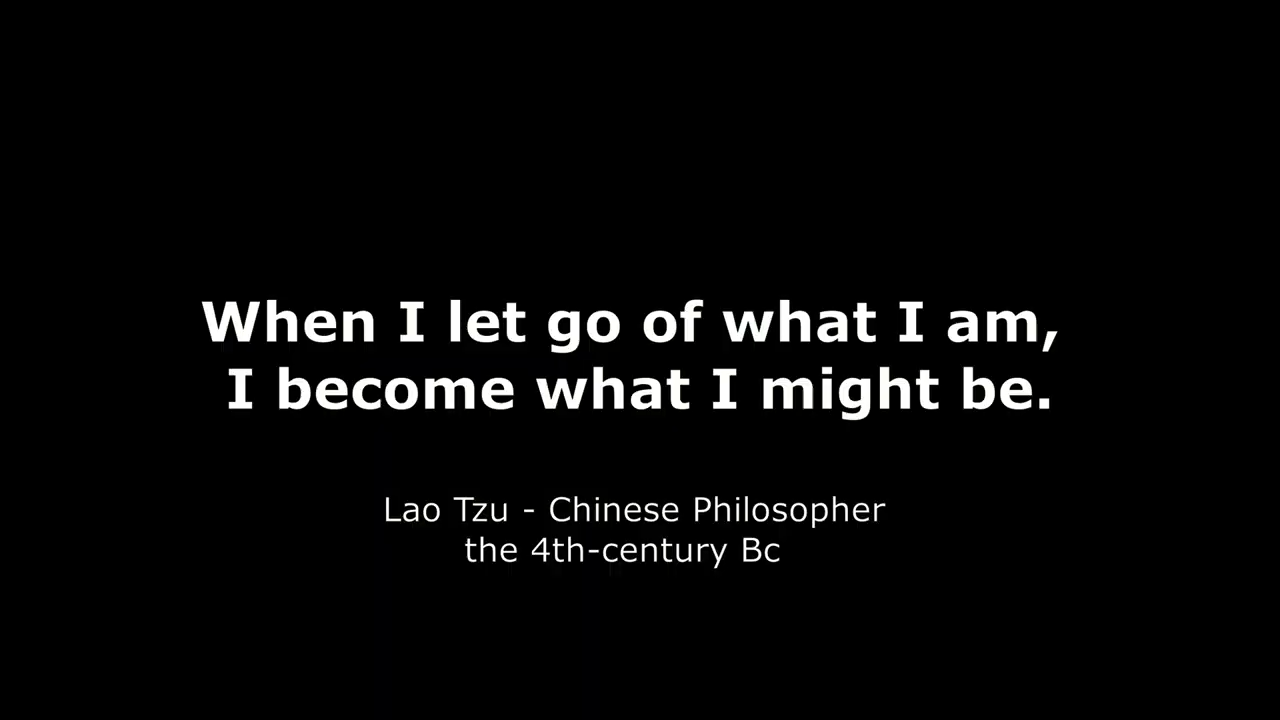 When I let go of what I am,
I become what I might be.
Lao Tzu - Chinese Philosopher
the 4th-century Bc